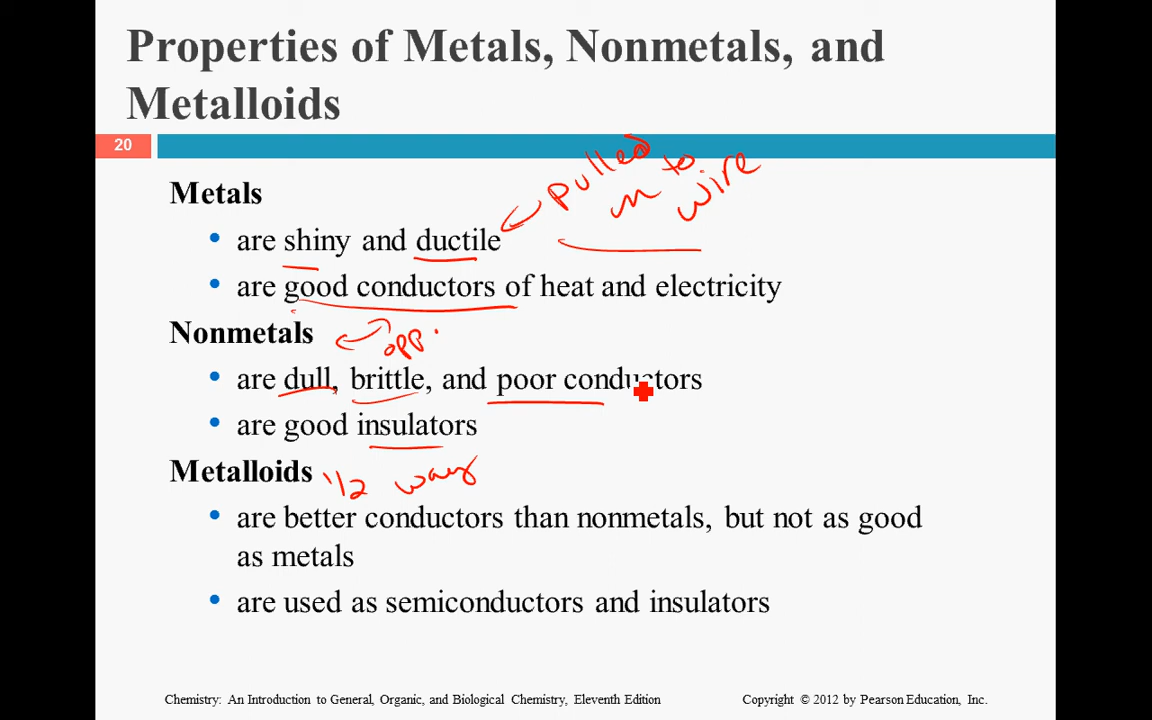 Properties of Metals, Nonmetals, and
Metalloids
20
pulled
in to
wire
Metals
• are shiny and ductile
• are good conductors of heat and electricity
Nonmetals
opp.
• are dull, brittle, and poor conductors
• are good insulators
Metalloids 1/2 way
• are better conductors than nonmetals, but not as good
as metals
• are used as semiconductors and insulators
Chemistry: An Introduction to General, Organic, and Biological Chemistry, Eleventh Edition
Copyright © 2012 by Pearson Education, Inc.